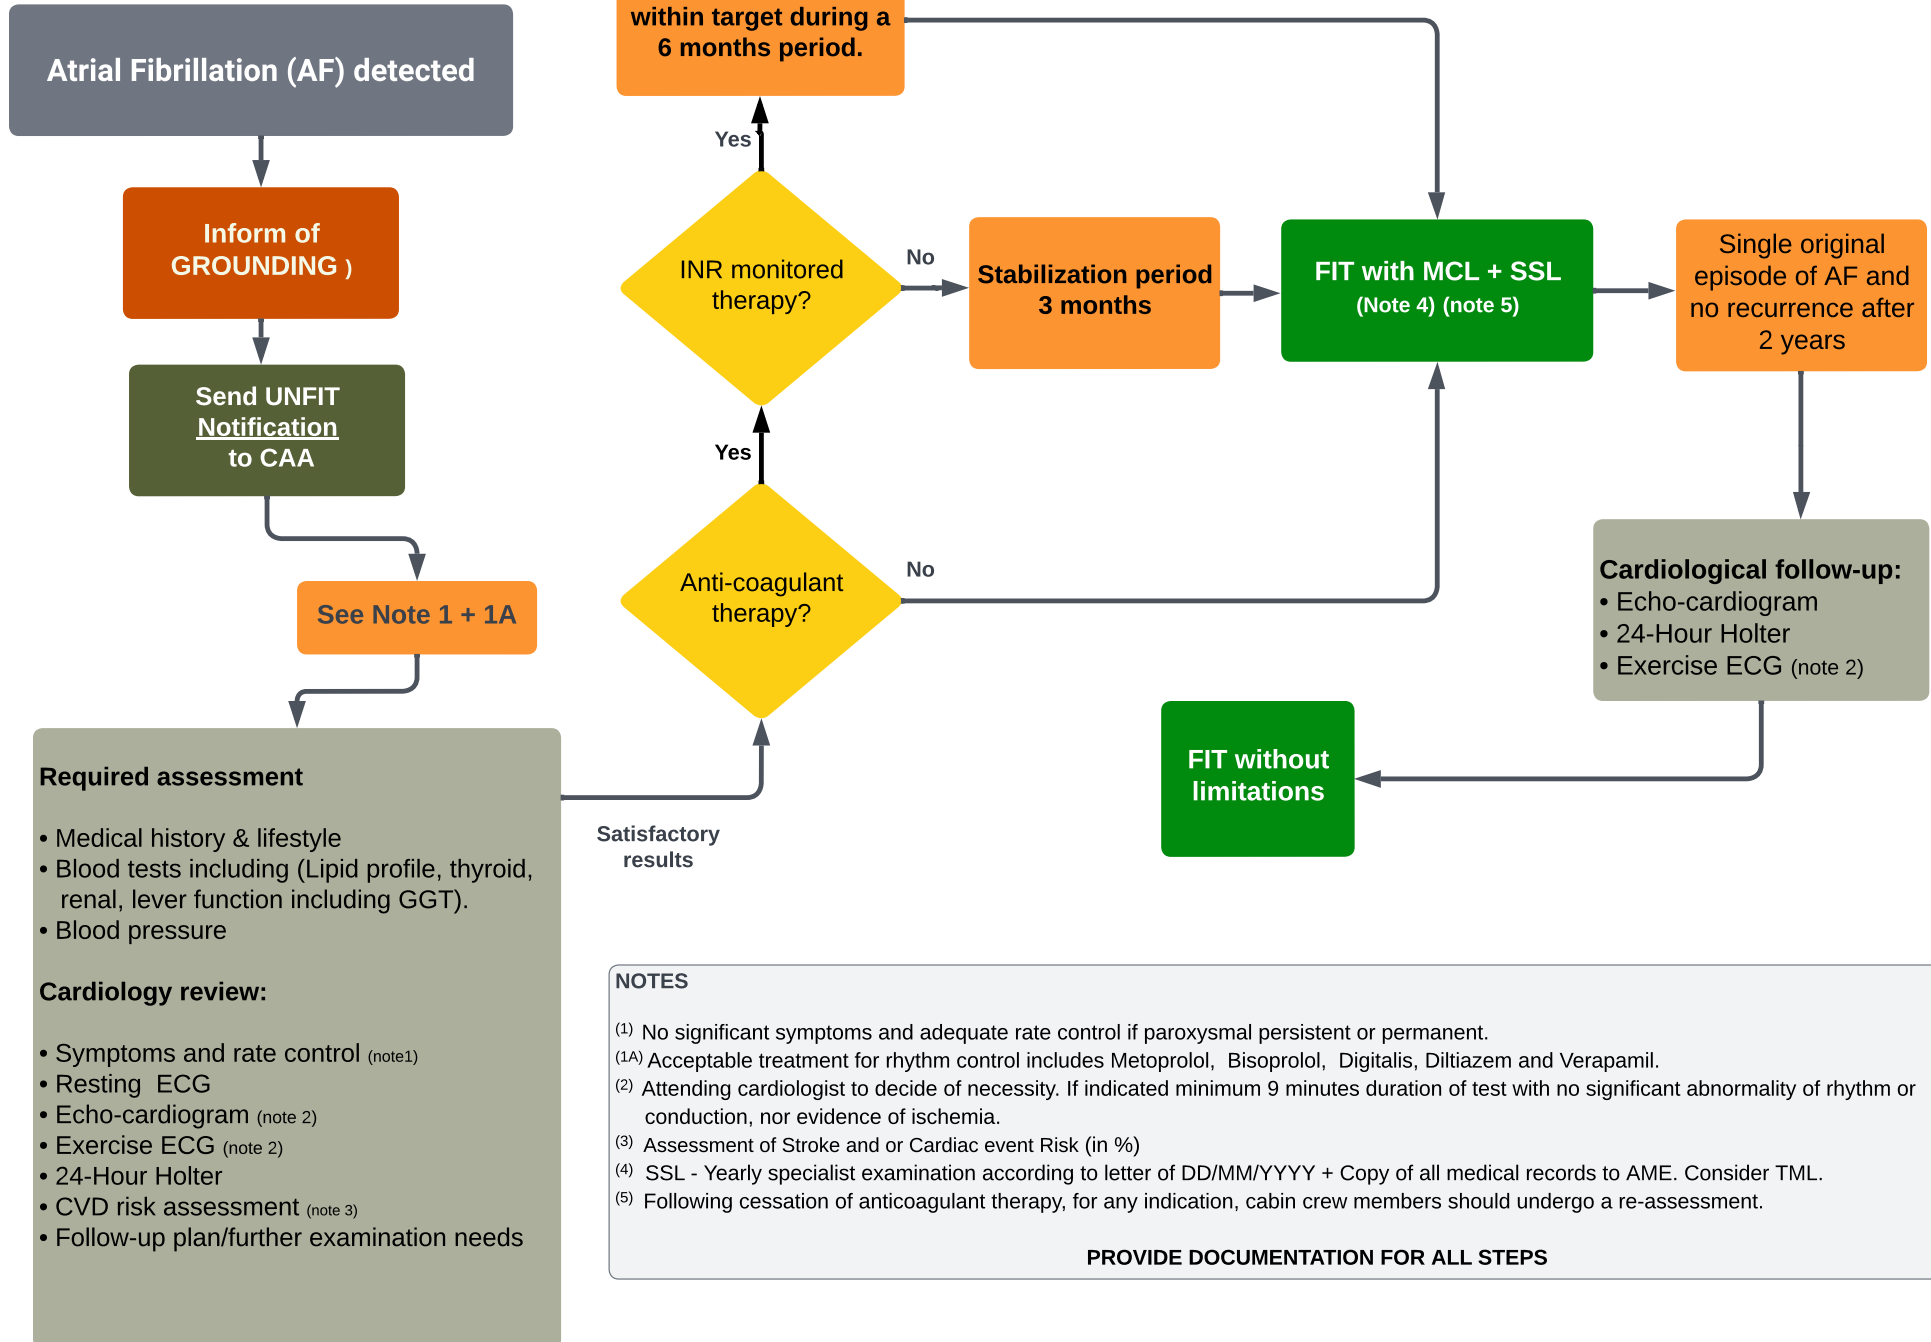 Atrial Fibrillation (AF) detected
Inform of
GROUNDING )
Send UNFIT
Notification
to CAA
See Note 1 + 1A
Required assessment
• Medical history & lifestyle
• Blood tests including (Lipid profile, thyroid,
renal, lever function including GGT).
• Blood pressure
Cardiology review:
• Symptoms and rate control (note1)
• Resting  ECG
• Echo-cardiogram (note 2)
• Exercise ECG (note 2)
• 24-Hour Holter
• CVD risk assessment (note 3)
• Follow-up plan/further examination needs
Satisfactory
results
Anti-coagulant
therapy?
Yes
No
INR monitored
therapy?
Yes
No
within target during a
6 months period.
Stabilization period
3 months
FIT with MCL + SSL
(Note 4) (note 5)
Single original
episode of AF and
no recurrence after
2 years
Cardiological follow-up:
• Echo-cardiogram
• 24-Hour Holter
• Exercise ECG (note 2)
FIT without
limitations
NOTES
(1) No significant symptoms and adequate rate control if paroxysmal persistent or permanent.
(1A) Acceptable treatment for rhythm control includes Metoprolol,  Bisoprolol,  Digitalis, Diltiazem and Verapamil.
(2) Attending cardiologist to decide of necessity. If indicated minimum 9 minutes duration of test with no significant abnormality of rhythm or
conduction, nor evidence of ischemia.
(3) Assessment of Stroke and or Cardiac event Risk (in %)
(4) SSL - Yearly specialist examination according to letter of DD/MM/YYYY + Copy of all medical records to AME. Consider TML.
(5) Following cessation of anticoagulant therapy, for any indication, cabin crew members should undergo a re-assessment.
PROVIDE DOCUMENTATION FOR ALL STEPS